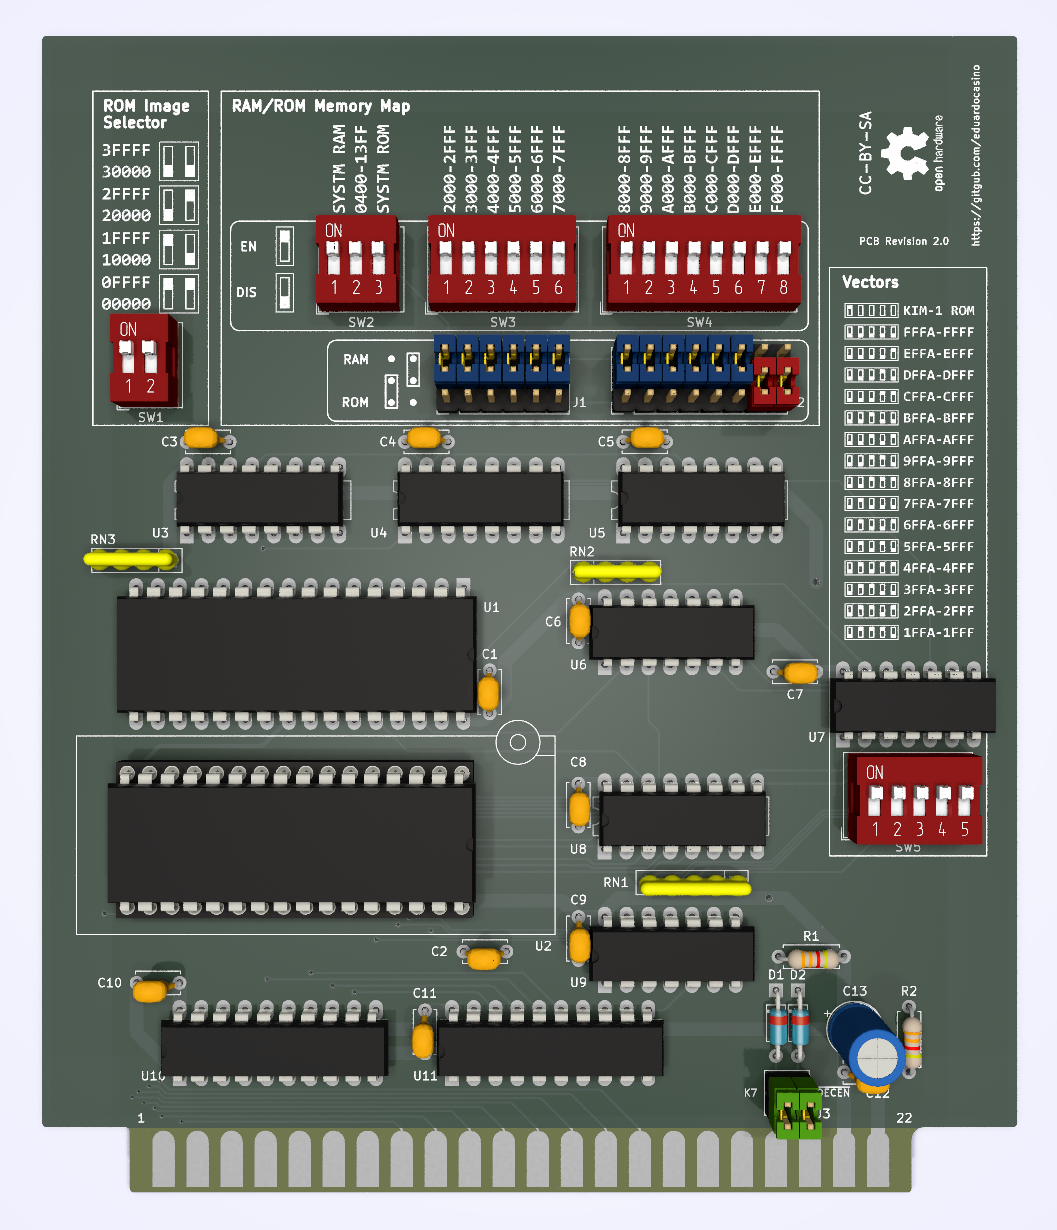 ROM Image
Selector
3FFFF
30000
2FFFF
20000
1FFFF
10000
0FFFF
00000
ON
1 2
SW1
RAM/ROM Memory Map
SYSTM RAM
0400-13FF
SYSTM ROM
2000-2FFF
3000-3FFF
4000-4FFF
5000-5FFF
6000-6FFF
7000-7FFF
8000-8FFF
9000-9FFF
A000-AFFF
B000-BFFF
C000-CFFF
D000-DFFF
E000-EFFF
F000-FFFF
EN
DIS
ON
1 2 3
SW2
ON
1 2 3 4 5 6
SW3
ON
1 2 3 4 5 6 7 8
SW4
RAM
ROM
J1
2
CC-BY-SA
open hardware
https://gitgub.com/eduardocasino
PCB Revision 2.0
Vectors
KIM-1 ROM
FFFA-FFFF
EFFA-EFFF
DFFA-DFFF
CFFA-CFFF
BFFA-BFFF
AFFA-AFFF
9FFA-9FFF
8FFA-8FFF
7FFA-7FFF
6FFA-6FFF
5FFA-5FFF
4FFA-4FFF
3FFA-3FFF
2FFA-2FFF
1FFA-1FFF
C3
C4
C5
U3
U4
U5
RN3
RN2
U1
C6
U6
C1
C7
U7
ON
1 2 3 4 5
SW5
C8
U8
RN1
C9
U2
C2
U9
R1
D1 D2
C10
C11
C13
+
R2
U10
U11
K7
DECEN
C12
J3
1
22